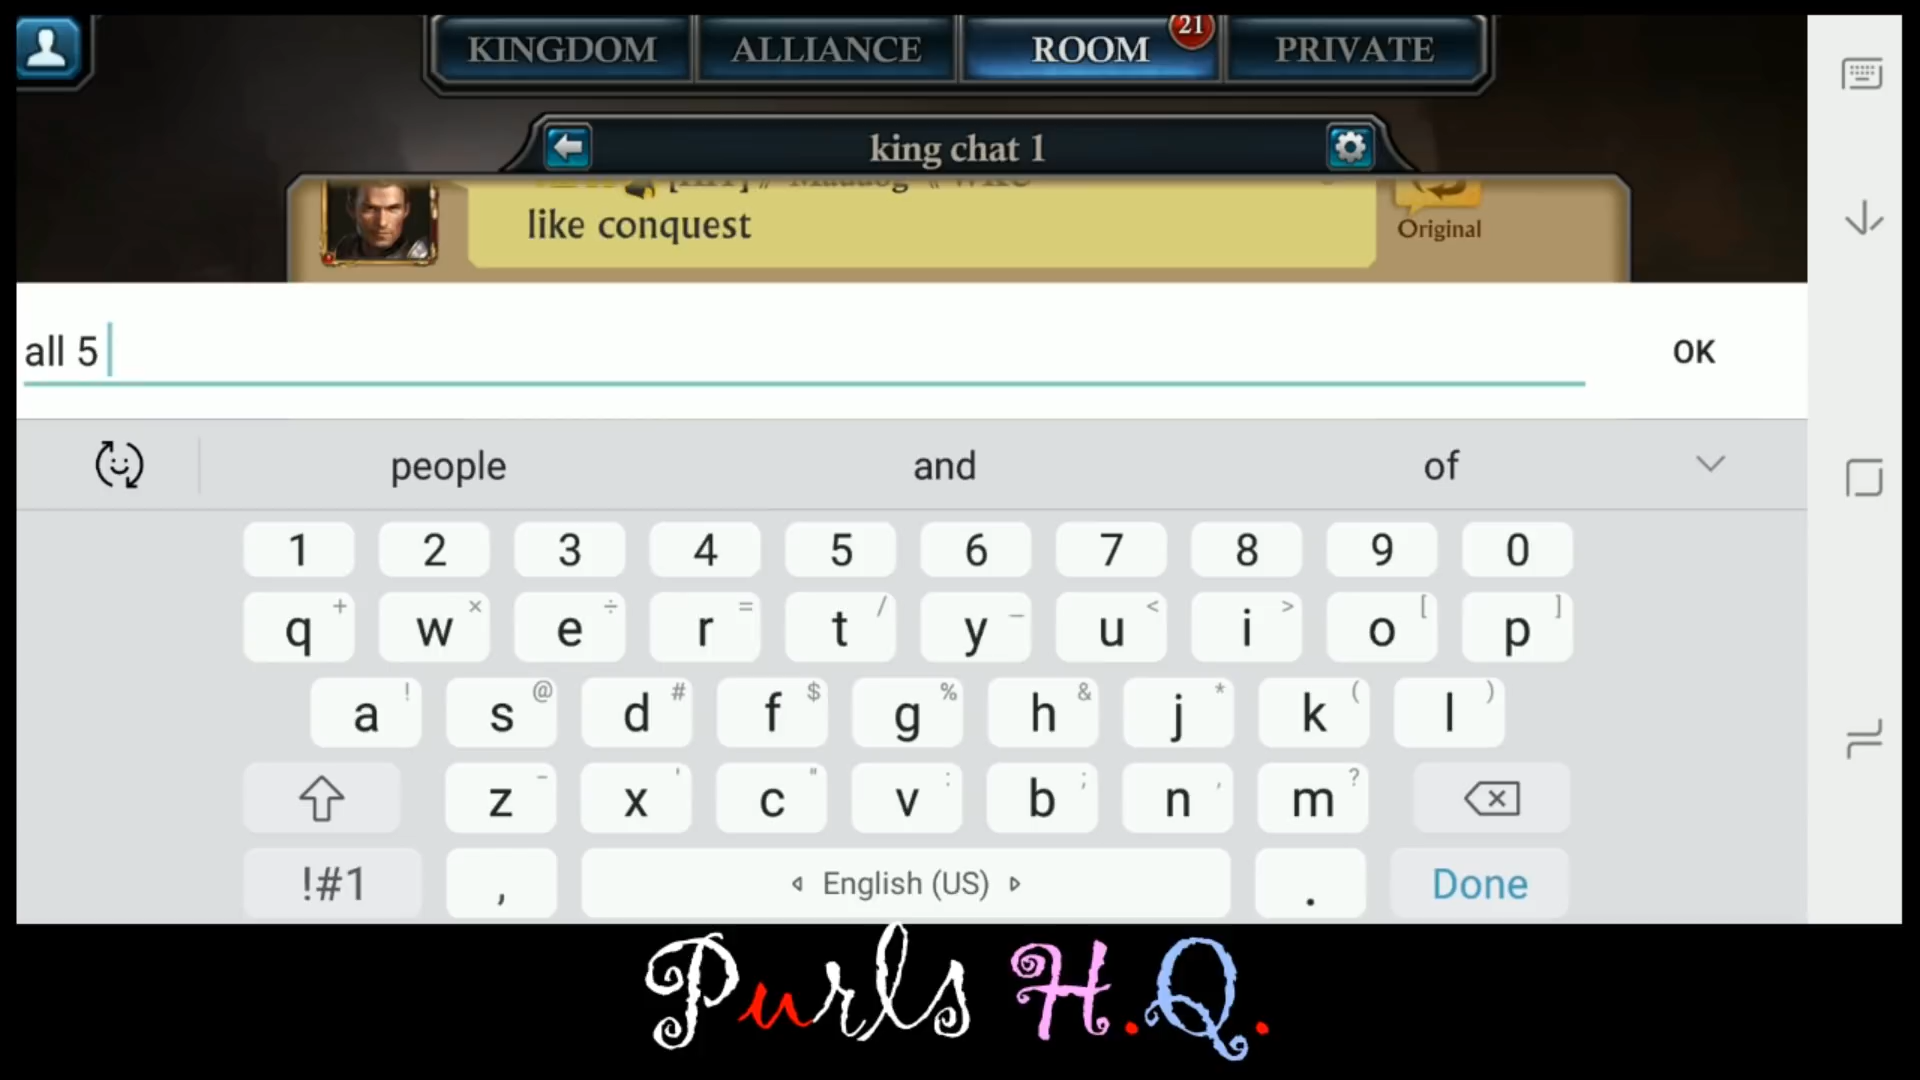 KINGDOM ALLIANCE ROOM 21 PRIVATE
king chat 1
like conquest
Original
all 5
OK
people and of
1 2 3 4 5 6 7 8 9 0
q + w × e ÷ r = t / y _ u < i > o [ p ]
a ! s @ d # f $ g % h & j * k ( l )
z - x ' c " v : b ; n , m ?
!#1 , English (US) . Done
Purls H.Q.